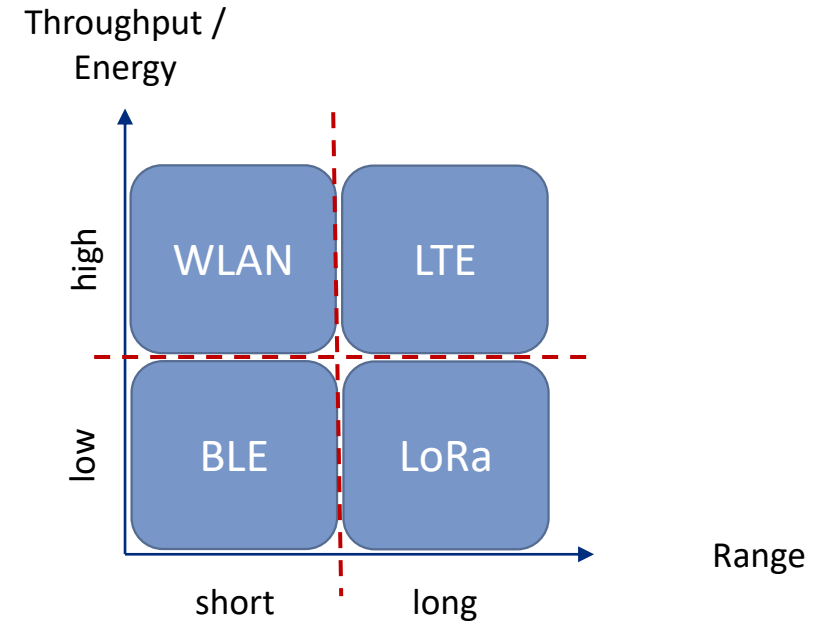 Throughput /
Energy
high
WLAN
LTE
low
BLE
LoRa
Range
short
long